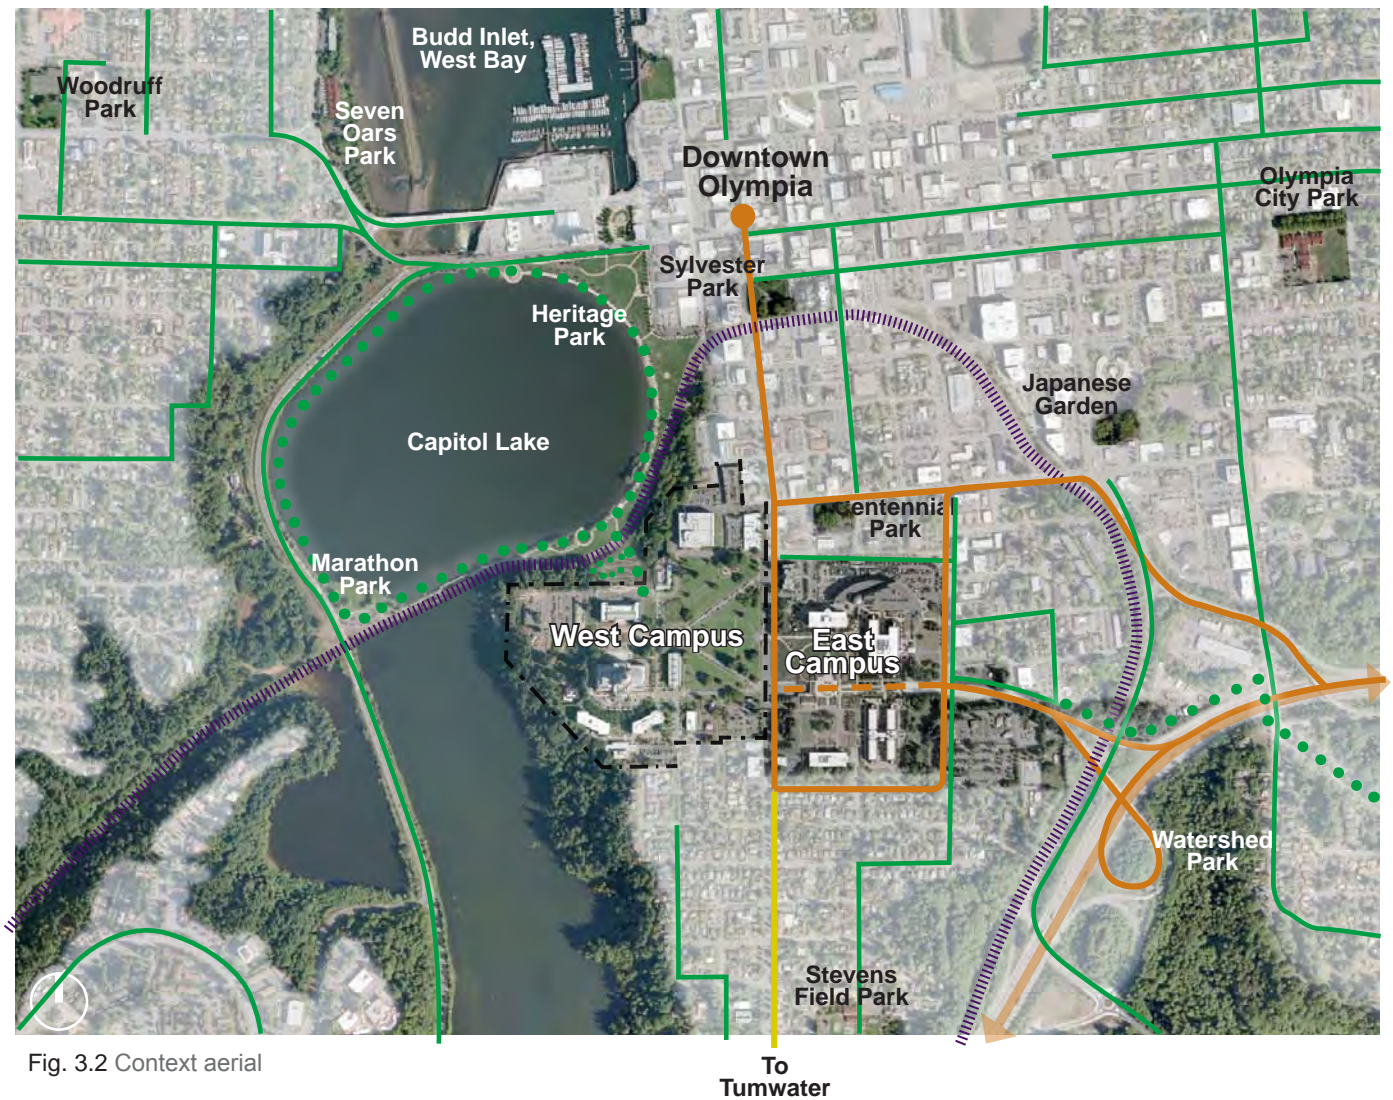 Budd Inlet,
West Bay
Woodruff
Park
Seven
Oars
Park
Downtown
Olympia
Olympia
City Park
Sylvester
Park
Heritage
Park
Japanese
Garden
Capitol Lake
Centennial
Park
Marathon
Park
West Campus
East
Campus
Watershed
Park
Stevens
Field Park
Fig. 3.2 Context aerial
To
Tumwater